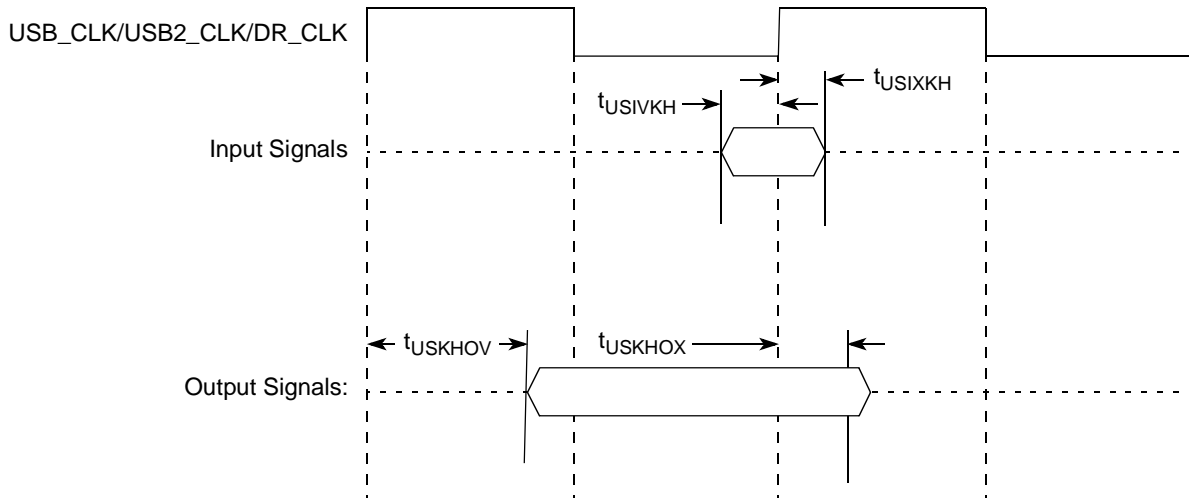 USB_CLK/USB2_CLK/DR_CLK
tUSIXKH
tUSIVKH
Input Signals
tUSKHOV
tUSKHOX
Output Signals: